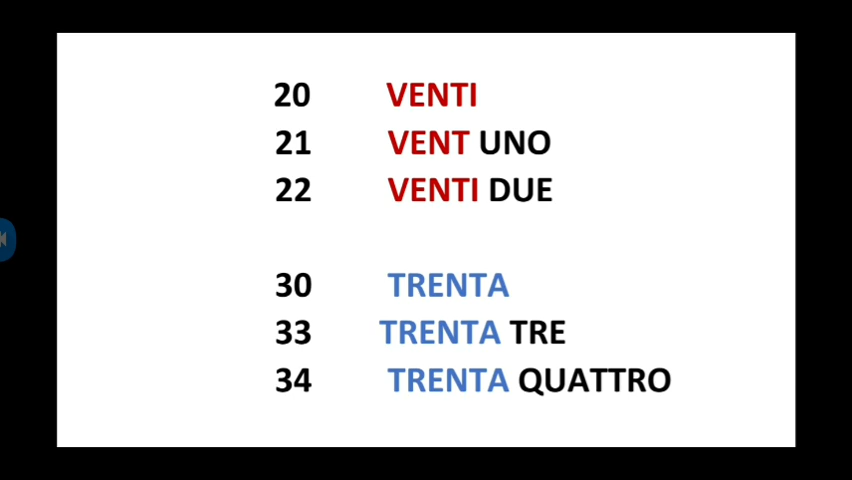 20 VENTI
21 VENT UNO
22 VENTI DUE
30 TRENTA
33 TRENTA TRE
34 TRENTA QUATTRO